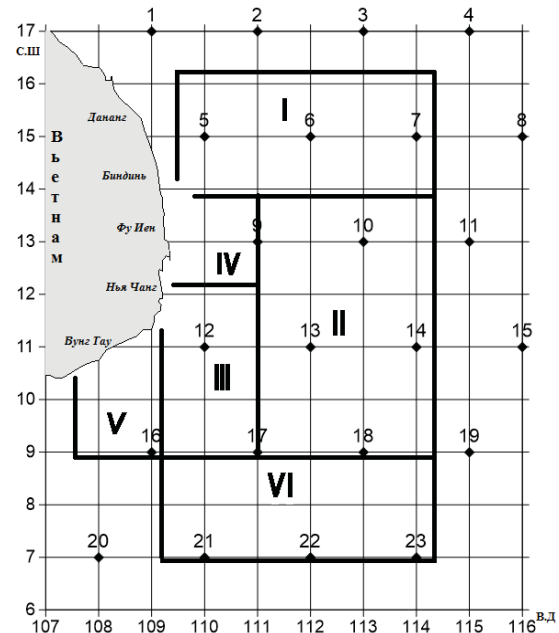 17 1 2 3 4
С.Ш
16
Дананг I
15 5 6 7 8
Вьетнам
Биндинь
14
Фу Иен
13 9 10 11
IV
12 Нья Чанг
II
Вунг Тау
11 12 13 14 15
III
10
V
9 16 17 18 19
VI
8
7 20 21 22 23
6
107 108 109 110 111 112 113 114 115 116 В.Д